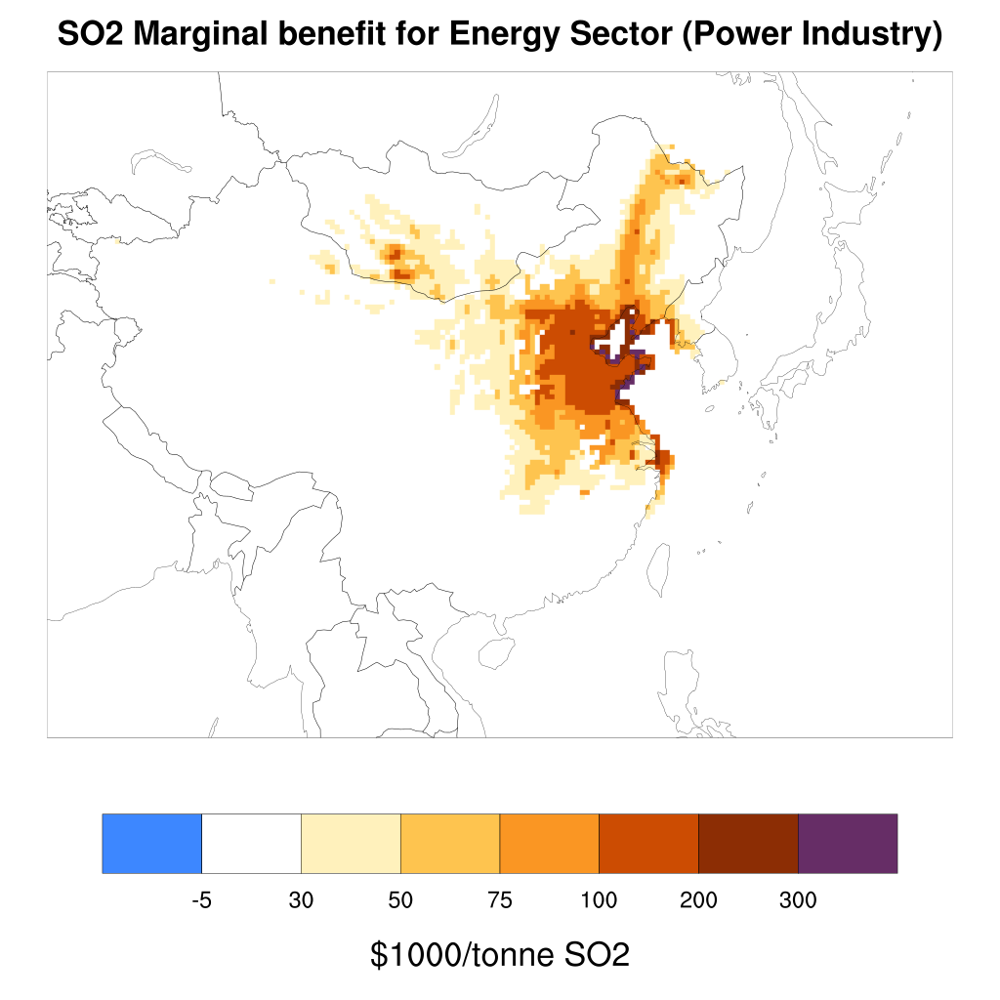 SO2 Marginal benefit for Energy Sector (Power Industry)
-5 30 50 75 100 200 300
$1000/tonne SO2